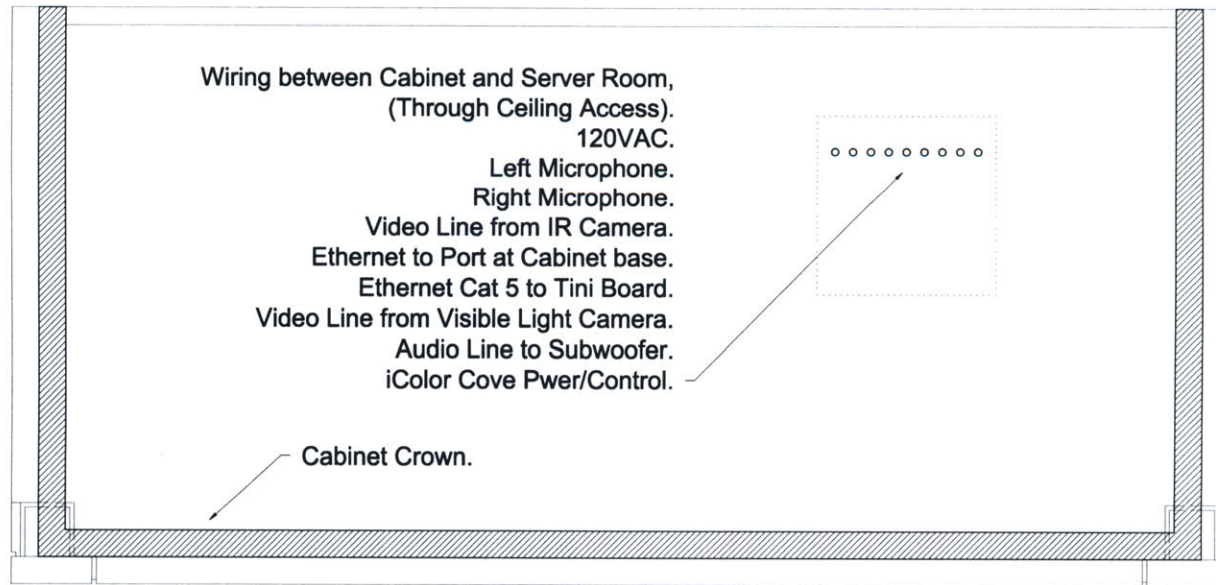 Wiring between Cabinet and Server Room,
(Through Ceiling Access).
120VAC.
Left Microphone.
Right Microphone.
Video Line from IR Camera.
Ethernet to Port at Cabinet base.
Ethernet Cat 5 to Tini Board.
Video Line from Visible Light Camera.
Audio Line to Subwoofer.
iColor Cove Pwer/Control.
Cabinet Crown.